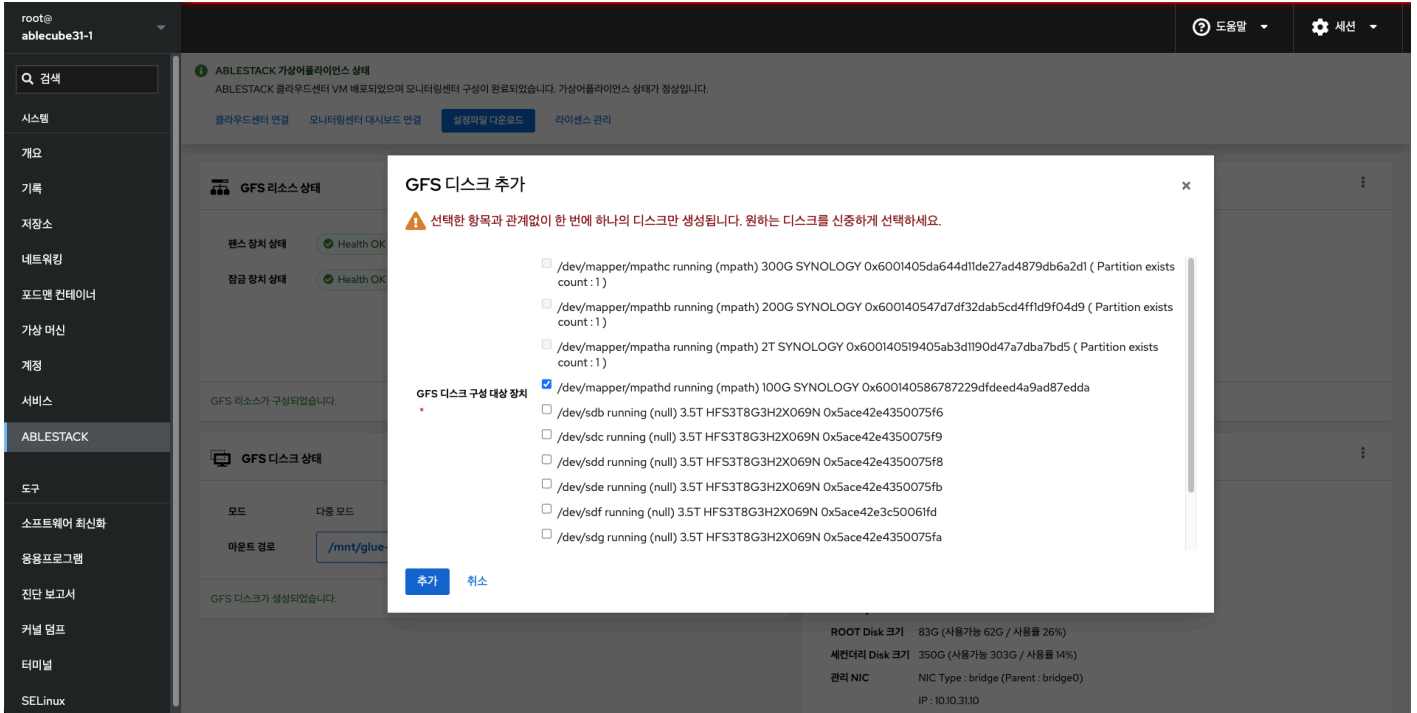 root@
ablecube31-1
도움말
세션
검색
시스템
개요
기록
저장소
네트워킹
포드맨 컨테이너
가상 머신
계정
서비스
ABLESTACK
도구
소프트웨어 최신화
응용프로그램
진단 보고서
커널 덤프
터미널
SELinux
ABLESTACK 가상어플라이언스 상태
ABLESTACK 클라우드센터 VM 배포되었으며 모니터링센터 구성이 완료되었습니다. 가상어플라이언스 상태가 정상입니다.
클라우드센터 연결 모니터링센터 대시보드 연결 설정파일 다운로드 라이센스 관리
GFS 리소스 상태
펜스 장치 상태 Health OK
잠금 장치 상태 Health OK
GFS 리소스가 구성되었습니다.
GFS 디스크 상태
모드 다중 모드
마운트 경로 /mnt/glue-
GFS 디스크가 생성되었습니다.
GFS 디스크 추가
선택한 항목과 관계없이 한 번에 하나의 디스크만 생성됩니다. 원하는 디스크를 신중하게 선택하세요.
GFS 디스크 구성 대상 장치
*
/dev/mapper/mpathc running (mpath) 300G SYNOLOGY 0x6001405da644d11de27ad4879db6a2d1 ( Partition exists
count : 1 )
/dev/mapper/mpathb running (mpath) 200G SYNOLOGY 0x600140547d7df32dab5cd4ff1d9f04d9 ( Partition exists
count : 1 )
/dev/mapper/mpatha running (mpath) 2T SYNOLOGY 0x600140519405ab3d1190d47a7dba7bd5 ( Partition exists
count : 1 )
/dev/mapper/mpathd running (mpath) 100G SYNOLOGY 0x600140586787229dfdeed4a9ad87edda
/dev/sdb running (null) 3.5T HFS3T8G3H2X069N 0x5ace42e4350075f6
/dev/sdc running (null) 3.5T HFS3T8G3H2X069N 0x5ace42e4350075f9
/dev/sdd running (null) 3.5T HFS3T8G3H2X069N 0x5ace42e4350075f8
/dev/sde running (null) 3.5T HFS3T8G3H2X069N 0x5ace42e4350075fb
/dev/sdf running (null) 3.5T HFS3T8G3H2X069N 0x5ace42e3c50061fd
/dev/sdg running (null) 3.5T HFS3T8G3H2X069N 0x5ace42e4350075fa
추가 취소
ROOT Disk 크기 83G (사용가능 62G / 사용률 26%)
세컨더리 Disk 크기 350G (사용가능 303G / 사용률 14%)
관리 NIC NIC Type : bridge (Parent : bridge0)
IP : 10.10.31.10